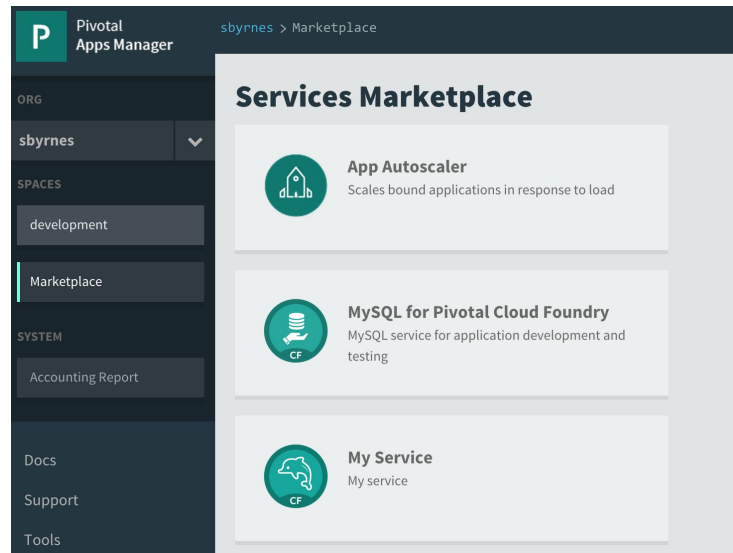 P
Pivotal
Apps Manager
sbyrnes > Marketplace
ORG
sbyrnes
SPACES
development
Marketplace
SYSTEM
Accounting Report
Docs
Support
Tools
Services Marketplace
App Autoscaler
Scales bound applications in response to load
MySQL for Pivotal Cloud Foundry
MySQL service for application development and
testing
CF
My Service
My service
CF